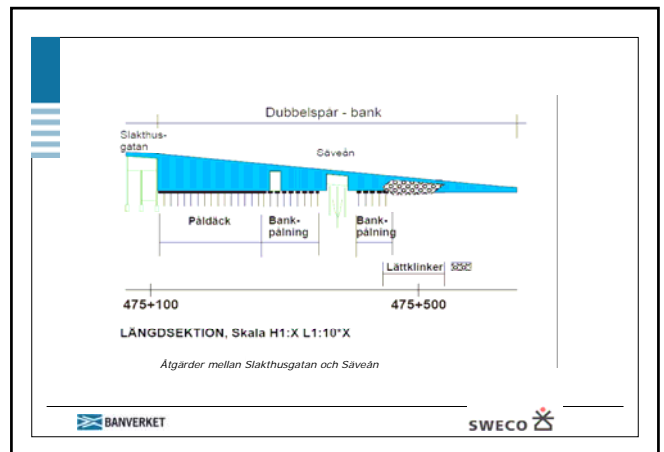 Dubbelspår - bank
Slakthus-
gatan
Säveån
Påldäck
Bank-
pålning
Bank-
pålning
Lättklinker
475+100
475+500
LÄNGDSEKTION, Skala H1:X L1:10*X
Åtgärder mellan Slakthusgatan och Säveån
BANVERKET
SWECO